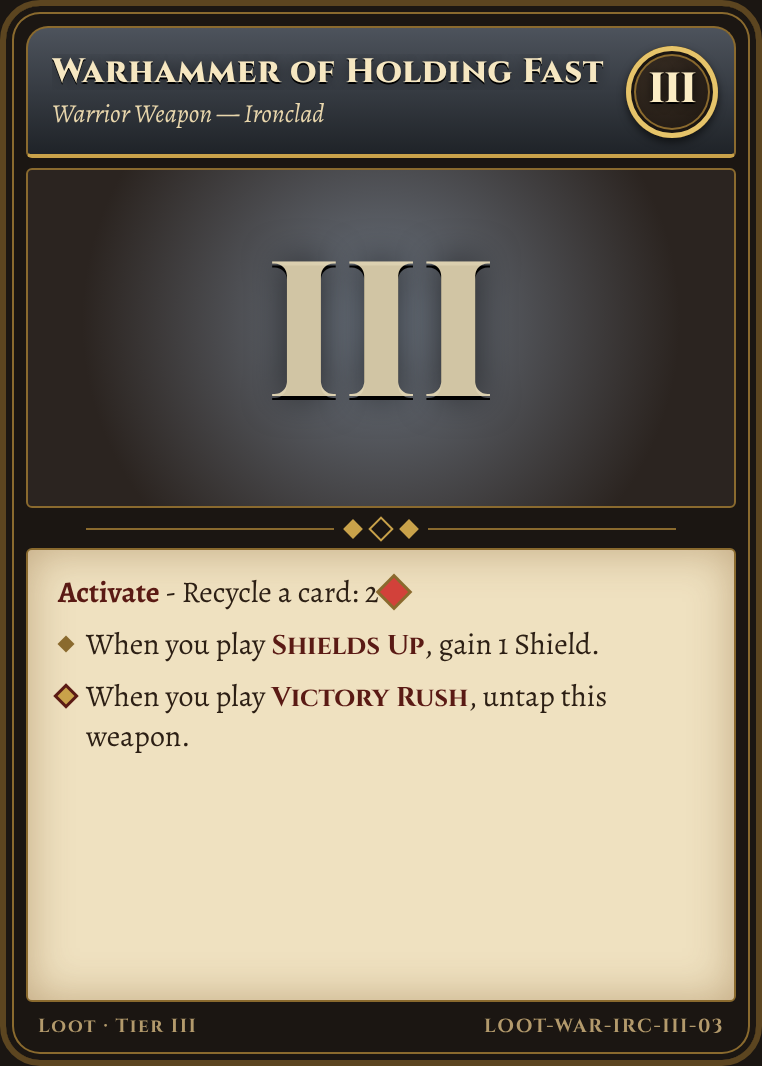 Warhammer of Holding Fast
Warrior Weapon — Ironclad
III
III
Activate - Recycle a card: 2
When you play Shields Up, gain 1 Shield.
When you play Victory Rush, untap this
weapon.
Loot · Tier III
LOOT-WAR-IRC-III-03